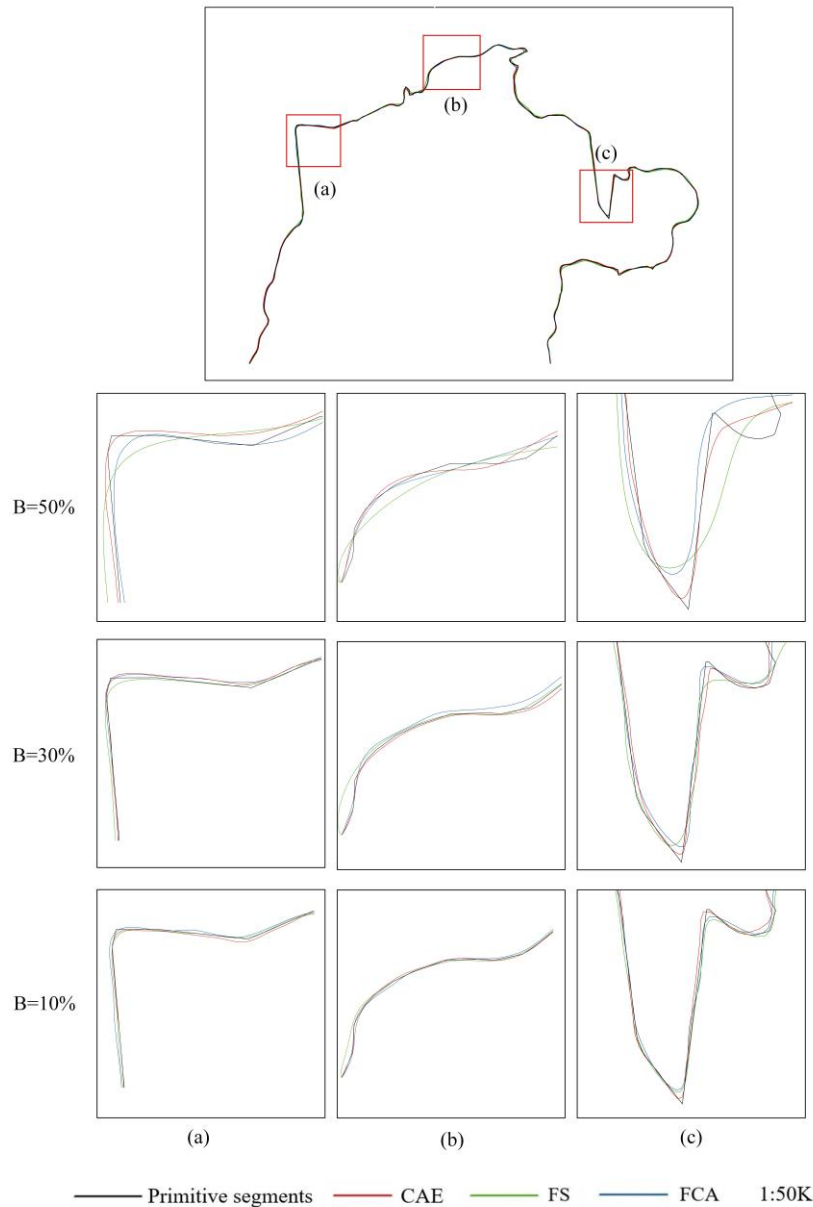 (b)
(c)
(a)
B=50%
B=30%
B=10%
(a) (b) (c)
Primitive segments CAE FS FCA 1:50K